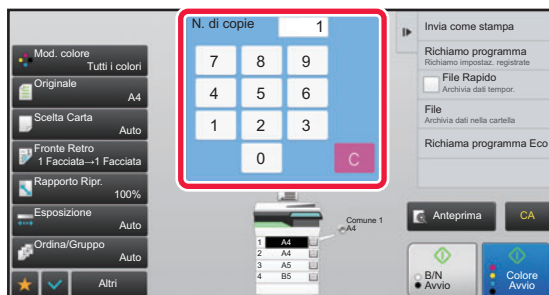 N. di copie 1
7 8 9
4 5 6
1 2 3
0 C
Mod. colore
Tutti i colori
Originale
A4
Scelta Carta
Auto
Fronte Retro
1 Facciata→1 Facciata
Rapporto Ripr.
100%
Esposizione
Auto
Ordina/Gruppo
Auto
Altri
Comune 1
A4
1 A4
2 A4
3 A5
4 B5
Invia come stampa
Richiamo programma
Richiamo impostaz. registrate
File Rapido
Archivia dati tempor.
File
Archivia dati nella cartella
Richiama programma Eco
Anteprima
CA
B/N
Avvio
Colore
Avvio